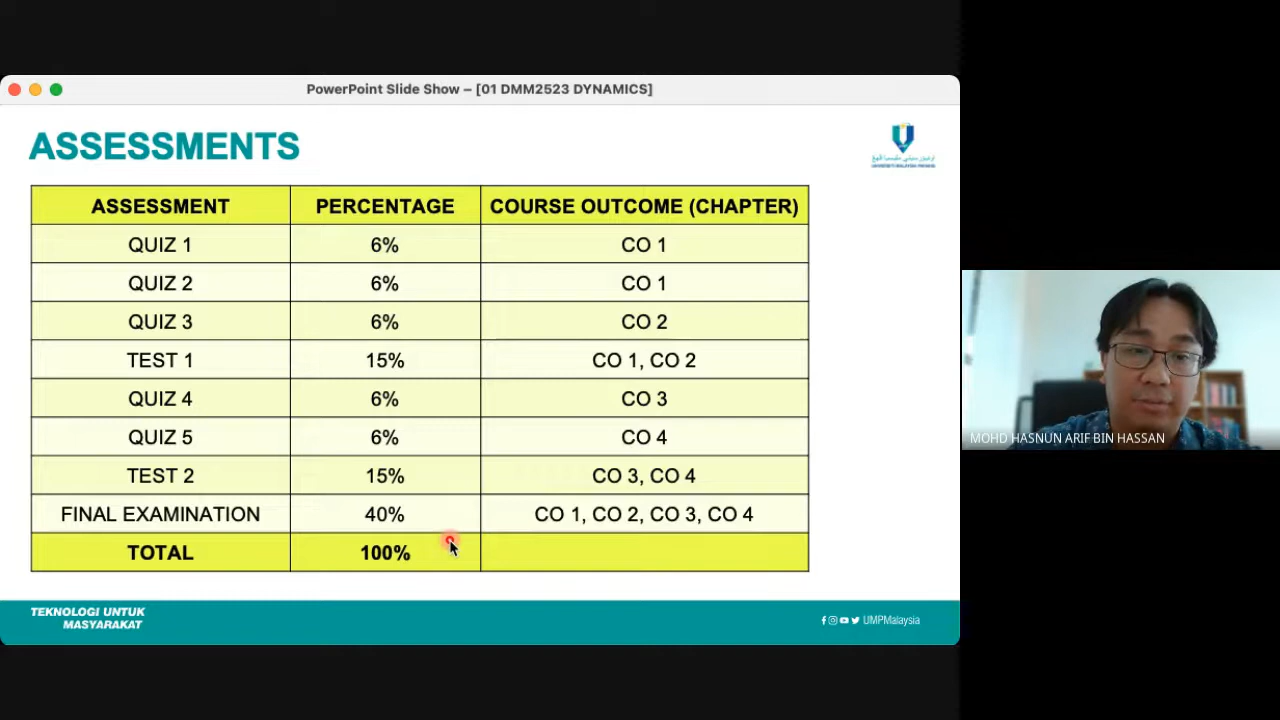 PowerPoint Slide Show – [01 DMM2523 DYNAMICS]
ASSESSMENTS
UNIVERSITI MALAYSIA PAHANG
ASSESSMENT PERCENTAGE COURSE OUTCOME (CHAPTER)
QUIZ 1 6% CO 1
QUIZ 2 6% CO 1
QUIZ 3 6% CO 2
TEST 1 15% CO 1, CO 2
QUIZ 4 6% CO 3
QUIZ 5 6% CO 4
TEST 2 15% CO 3, CO 4
FINAL EXAMINATION 40% CO 1, CO 2, CO 3, CO 4
TOTAL 100%
MOHD HASNUN ARIF BIN HASSAN
TEKNOLOGI UNTUK
MASYARAKAT
UMPMalaysia